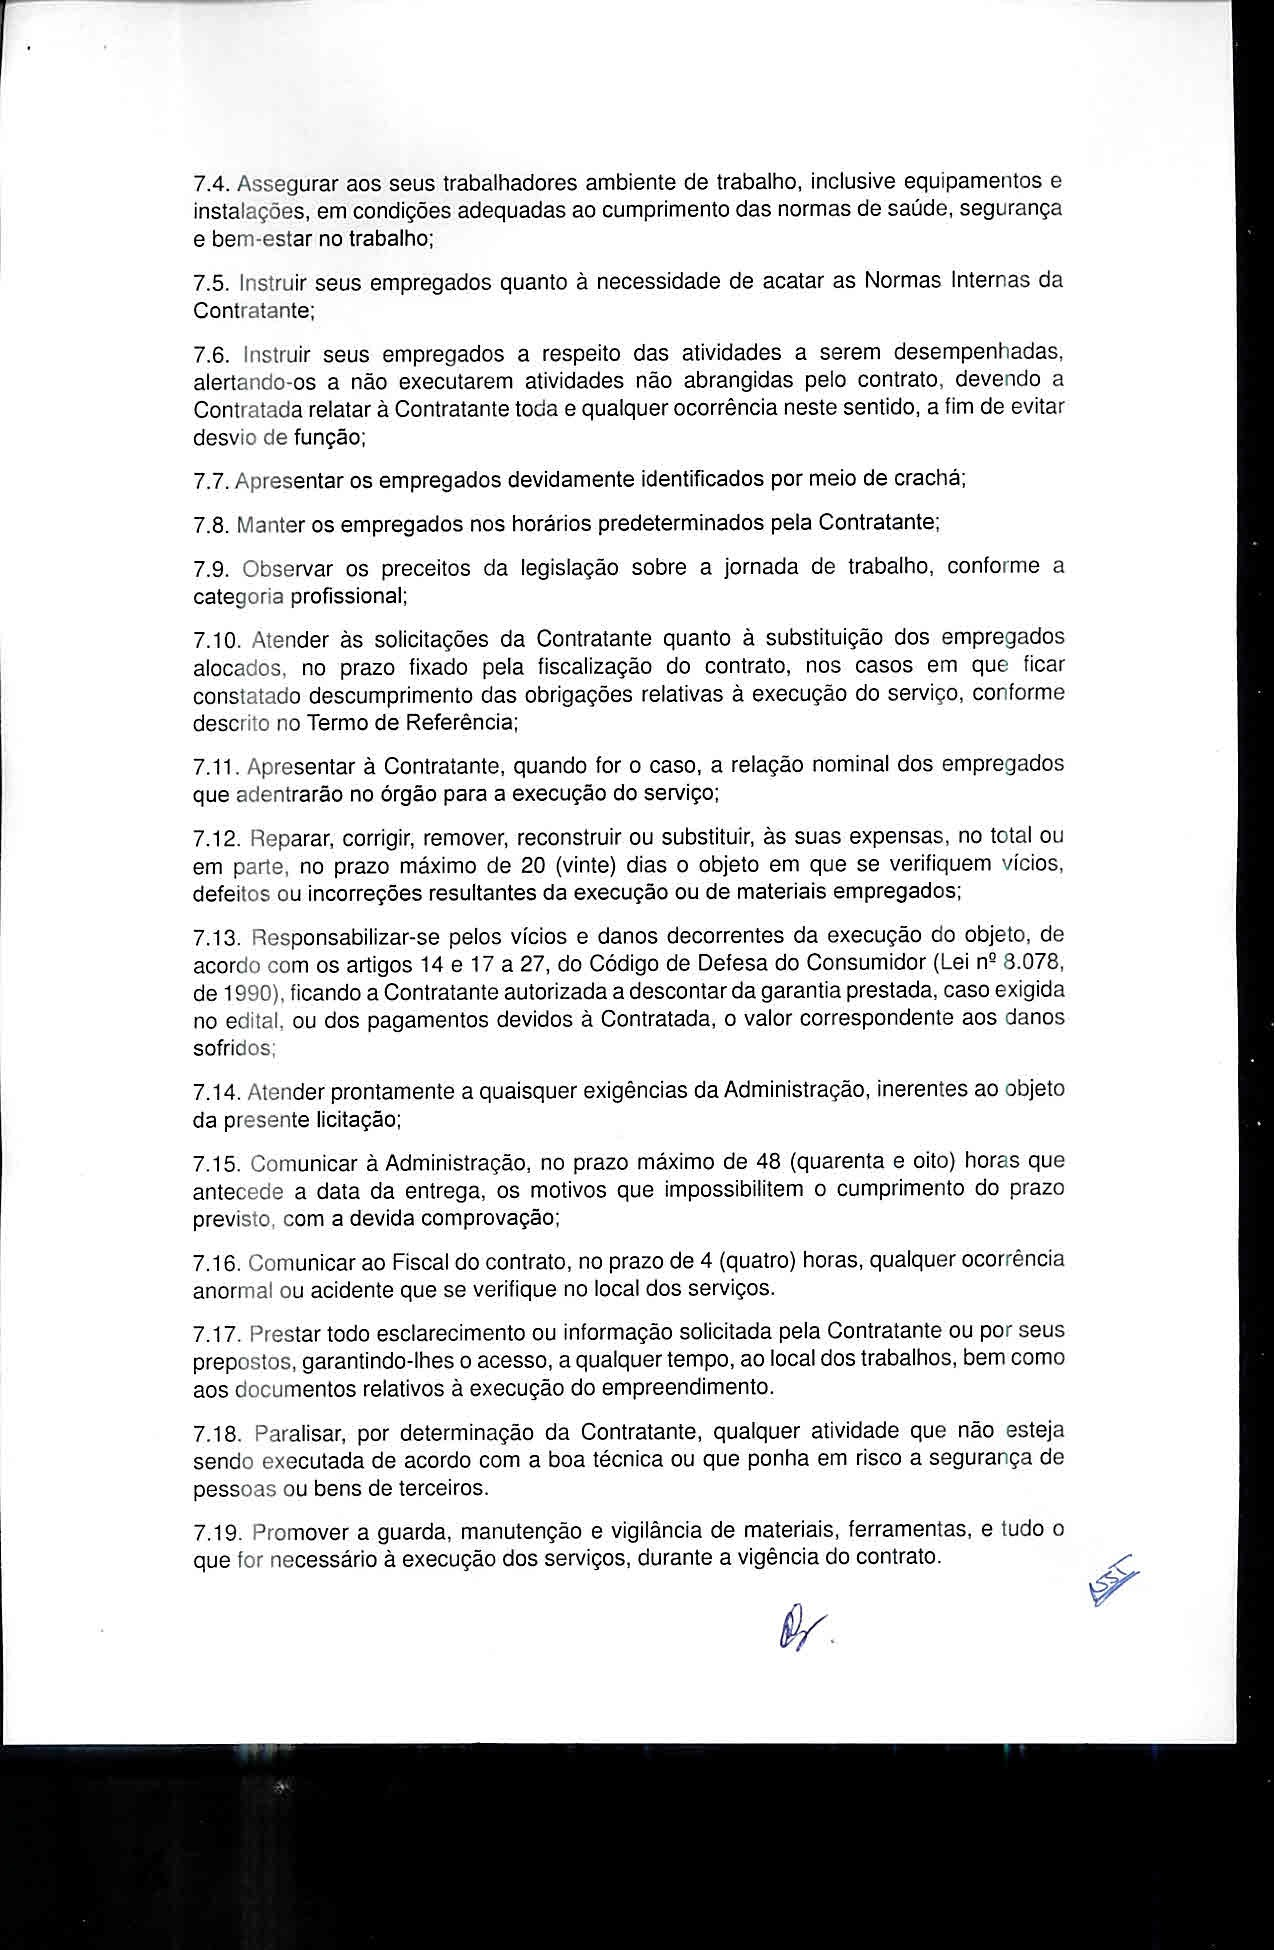 7.4. Assegurar aos seus trabalhadores ambiente de trabalho, inclusive equipamentos e
instalações, em condições adequadas ao cumprimento das normas de saúde, segurança
e bem-estar no trabalho;
7.5. Instruir seus empregados quanto à necessidade de acatar as Normas Internas da
Contratante;
7.6. Instruir seus empregados a respeito das atividades a serem desempenhadas,
alertando-os a não executarem atividades não abrangidas pelo contrato, devendo a
Contratada relatar à Contratante toda e qualquer ocorrência neste sentido, a fim de evitar
desvio de função;
7.7. Apresentar os empregados devidamente identificados por meio de crachá;
7.8. Manter os empregados nos horários predeterminados pela Contratante;
7.9. Observar os preceitos da legislação sobre a jornada de trabalho, conforme a
categoria profissional;
7.10. Atender às solicitações da Contratante quanto à substituição dos empregados
alocados, no prazo fixado pela fiscalização do contrato, nos casos em que ficar
constatado descumprimento das obrigações relativas à execução do serviço, conforme
descrito no Termo de Referência;
7.11. Apresentar à Contratante, quando for o caso, a relação nominal dos empregados
que adentrarão no órgão para a execução do serviço;
7.12. Reparar, corrigir, remover, reconstruir ou substituir, às suas expensas, no total ou
em parte, no prazo máximo de 20 (vinte) dias o objeto em que se verifiquem vícios,
defeitos ou incorreções resultantes da execução ou de materiais empregados;
7.13. Responsabilizar-se pelos vícios e danos decorrentes da execução do objeto, de
acordo com os artigos 14 e 17 a 27, do Código de Defesa do Consumidor (Lei nº 8.078,
de 1990), ficando a Contratante autorizada a descontar da garantia prestada, caso exigida
no edital, ou dos pagamentos devidos à Contratada, o valor correspondente aos danos
sofridos;
7.14. Atender prontamente a quaisquer exigências da Administração, inerentes ao objeto
da presente licitação;
7.15. Comunicar à Administração, no prazo máximo de 48 (quarenta e oito) horas que
antecede a data da entrega, os motivos que impossibilitem o cumprimento do prazo
previsto, com a devida comprovação;
7.16. Comunicar ao Fiscal do contrato, no prazo de 4 (quatro) horas, qualquer ocorrência
anormal ou acidente que se verifique no local dos serviços.
7.17. Prestar todo esclarecimento ou informação solicitada pela Contratante ou por seus
prepostos, garantindo-lhes o acesso, a qualquer tempo, ao local dos trabalhos, bem como
aos documentos relativos à execução do empreendimento.
7.18. Paralisar, por determinação da Contratante, qualquer atividade que não esteja
sendo executada de acordo com a boa técnica ou que ponha em risco a segurança de
pessoas ou bens de terceiros.
7.19. Promover a guarda, manutenção e vigilância de materiais, ferramentas, e tudo o
que for necessário à execução dos serviços, durante a vigência do contrato.